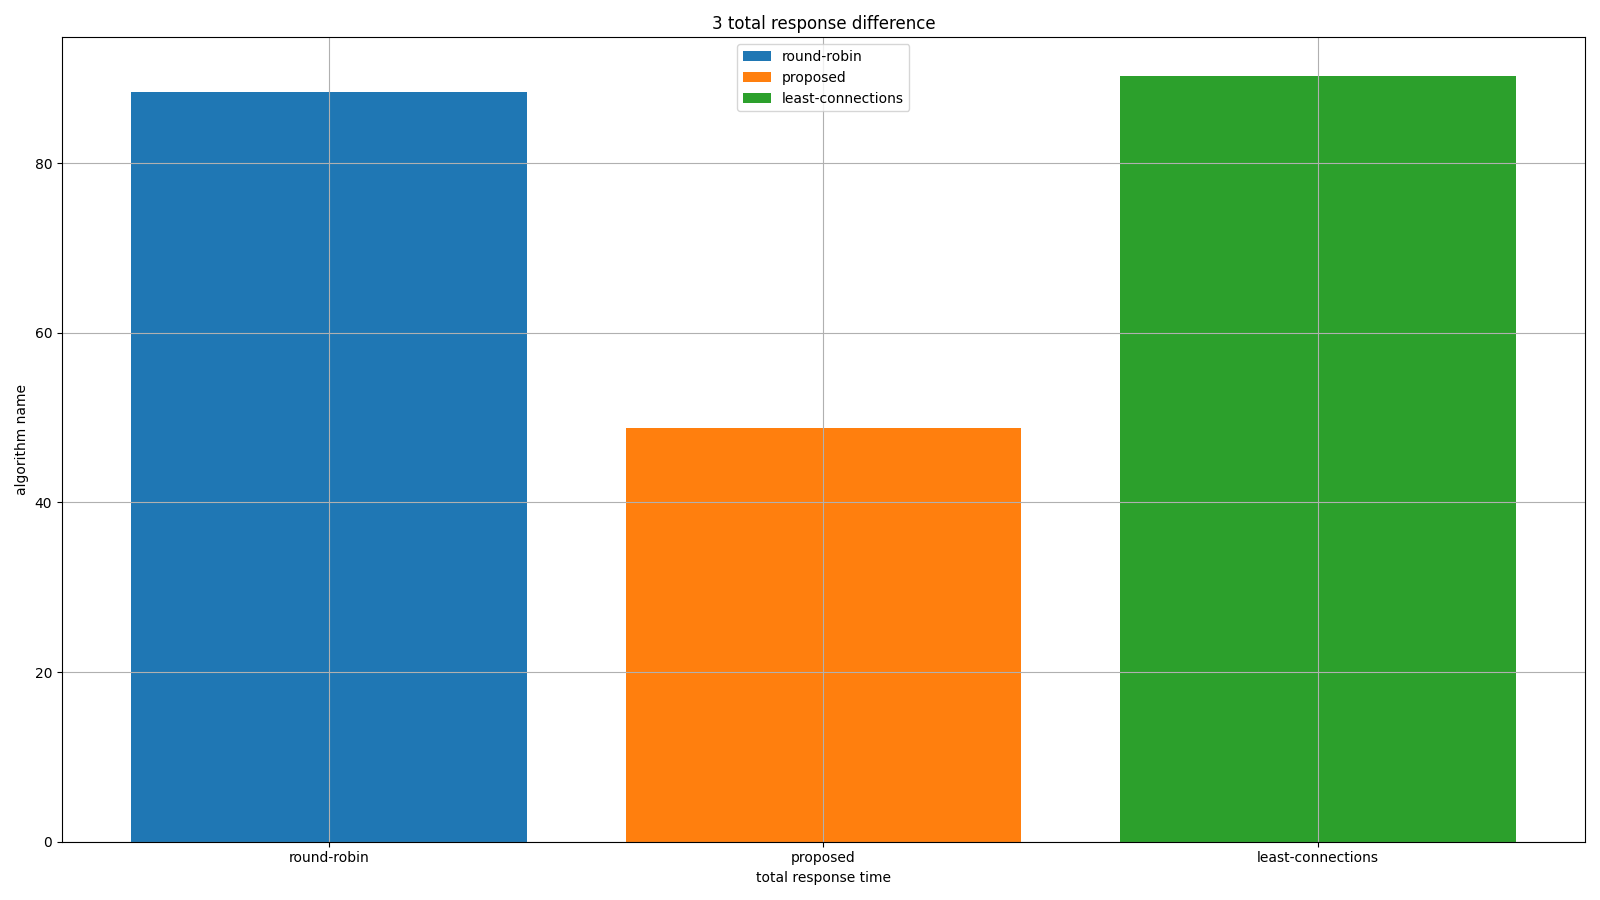 3 total response difference
round-robin
proposed
least-connections
80
60
40
20
0
algorithm name
round-robin
proposed
least-connections
total response time